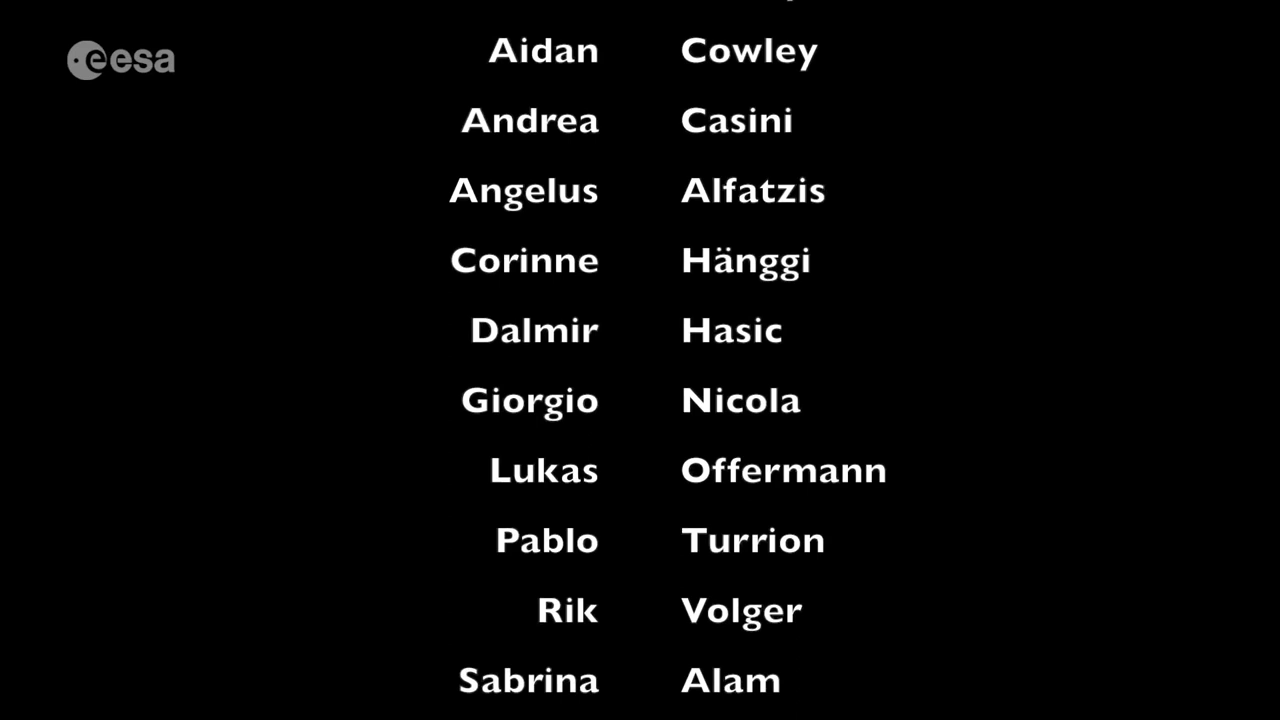 eesa
Aidan Cowley
Andrea Casini
Angelus Alfatzis
Corinne Hänggi
Dalmir Hasic
Giorgio Nicola
Lukas Offermann
Pablo Turrion
Rik Volger
Sabrina Alam